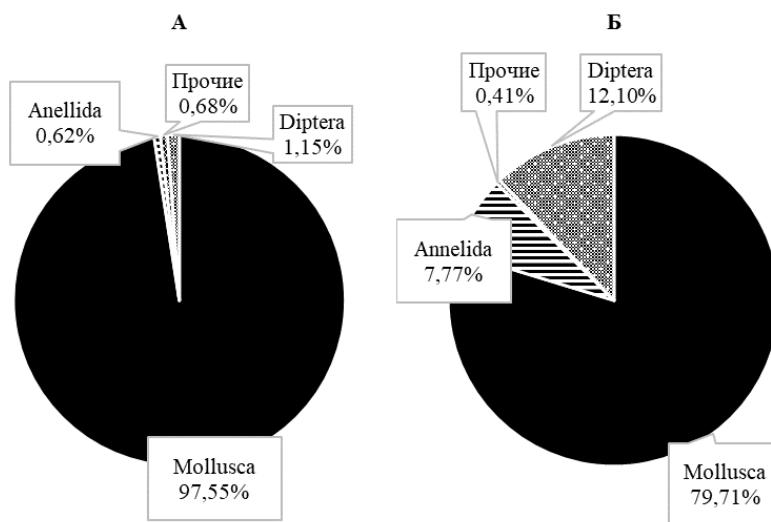 А
Прочие
0,68%
Anellida
0,62%
Diptera
1,15%
Mollusca
97,55%
Б
Прочие
0,41%
Diptera
12,10%
Annelida
7,77%
Mollusca
79,71%